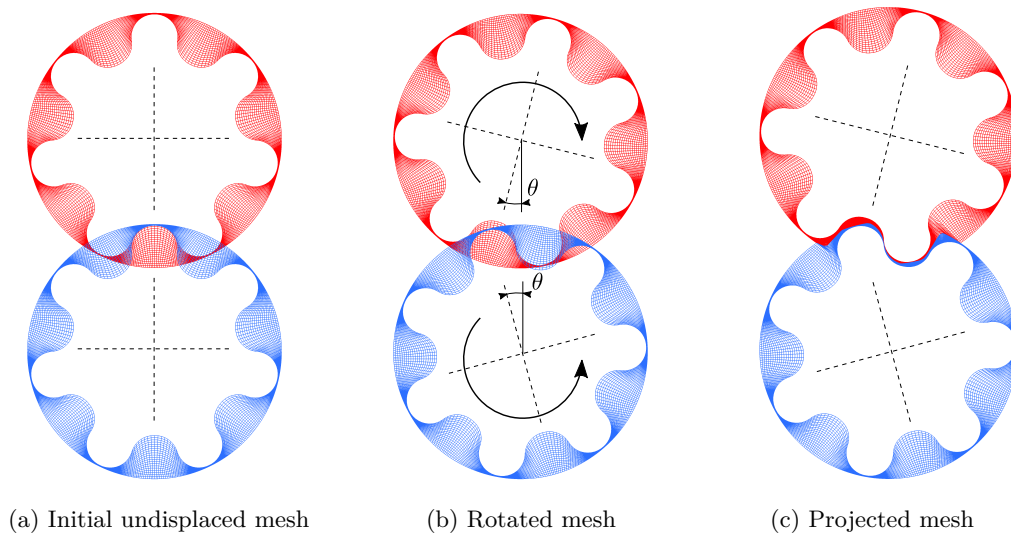 θ
θ
(a) Initial undisplaced mesh
(b) Rotated mesh
(c) Projected mesh